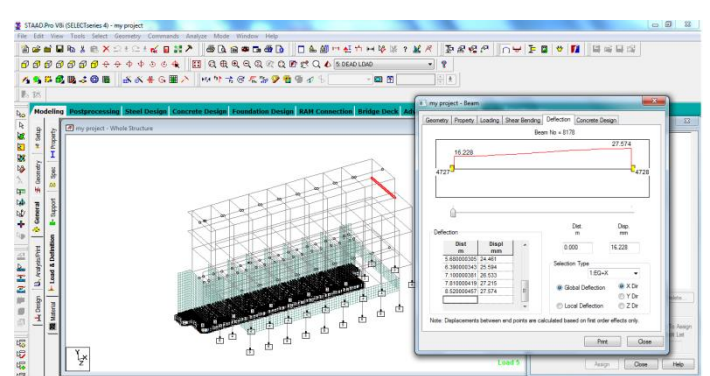 STAAD.Pro V8i (SELECTseries 4) - my project
File Edit View Tools Select Geometry Commands Analyze Mode Window Help
5: DEAD LOAD
Modeling Postprocessing Steel Design Concrete Design Foundation Design RAM Connection Bridge Deck
my project - Whole Structure
Setup
Geometry
General
Analysis/Print
Design
Property
Spec
Support
Load & Definition
Material
Load 5
my project - Beam
Geometry Property Loading Shear Bending Deflection Concrete Design
Beam No = 8178
16.228
27.574
4727
4728
Deflection
Dist. m
Disp. mm
0.000 16.228
Dist m
Displ mm
5.680000305 24.461
6.390000343 25.594
7.100000381 26.533
7.810000419 27.215
8.520000457 27.574
Selection Type
1:EQ+X
Global Deflection
Local Deflection
X Dir
Y Dir
Z Dir
Note: Displacements between end points are calculated based on first order effects only.
Print Close
Assign Close Help